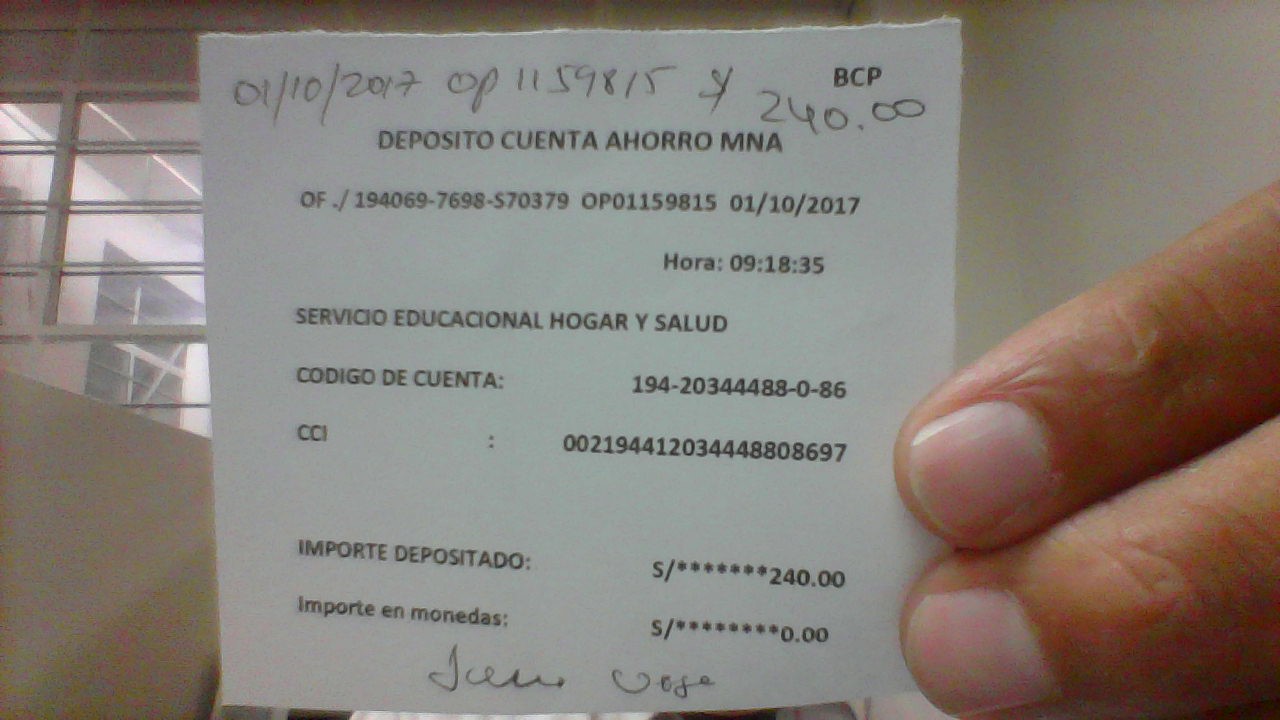 BCP
01/10/2017 op 1159815 S/ 240.00
DEPOSITO CUENTA AHORRO MNA
OF ./ 194069-7698-S70379 OP01159815 01/10/2017
Hora: 09:18:35
SERVICIO EDUCACIONAL HOGAR Y SALUD
CODIGO DE CUENTA: 194-20344488-0-86
CCI : 002194412034448808697
IMPORTE DEPOSITADO: S/*******240.00
Importe en monedas: S/********0.00